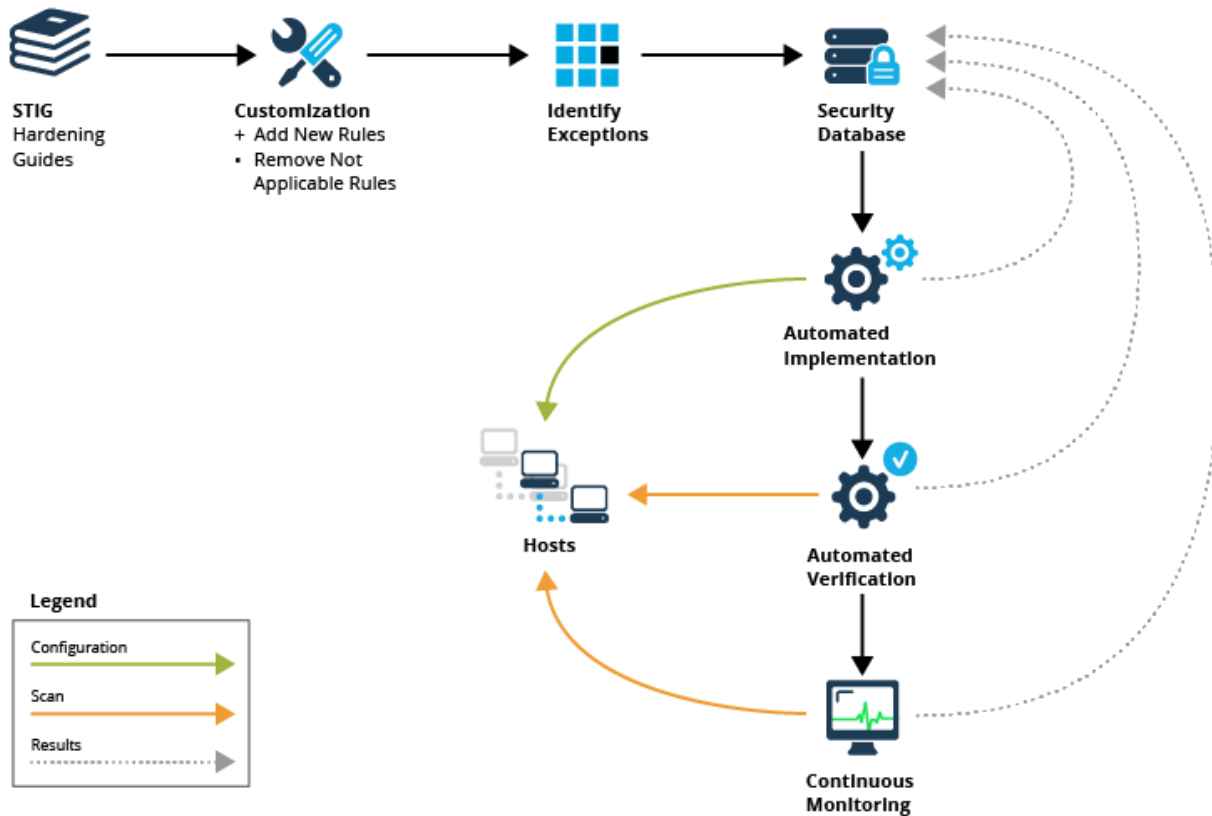 STIG
Hardening
Guides
Customization
+ Add New Rules
• Remove Not
Applicable Rules
Identify
Exceptions
Security
Database
Automated
Implementation
Automated
Verification
Hosts
Continuous
Monitoring
Legend
Configuration
Scan
Results